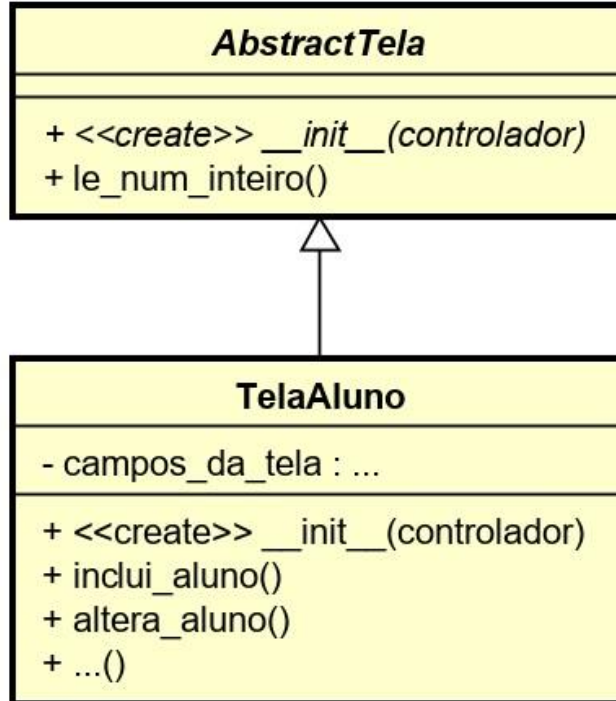 AbstractTela
+ <<create>> __init__(controlador)
+ le_num_inteiro()
TelaAluno
- campos_da_tela : ...
+ <<create>> __init__(controlador)
+ inclui_aluno()
+ altera_aluno()
+ ...()